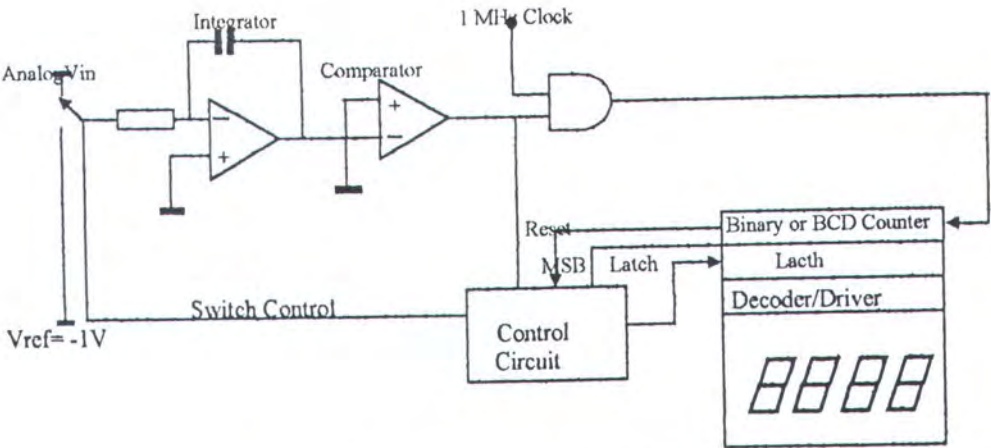 Integrator
1 MHz Clock
Analog Vin
Comparator
−
+
+
−
Reset
Binary or BCD Counter
MSB
Latch
Lacth
Decoder/Driver
Switch Control
Vref= -1V
Control
Circuit
8888